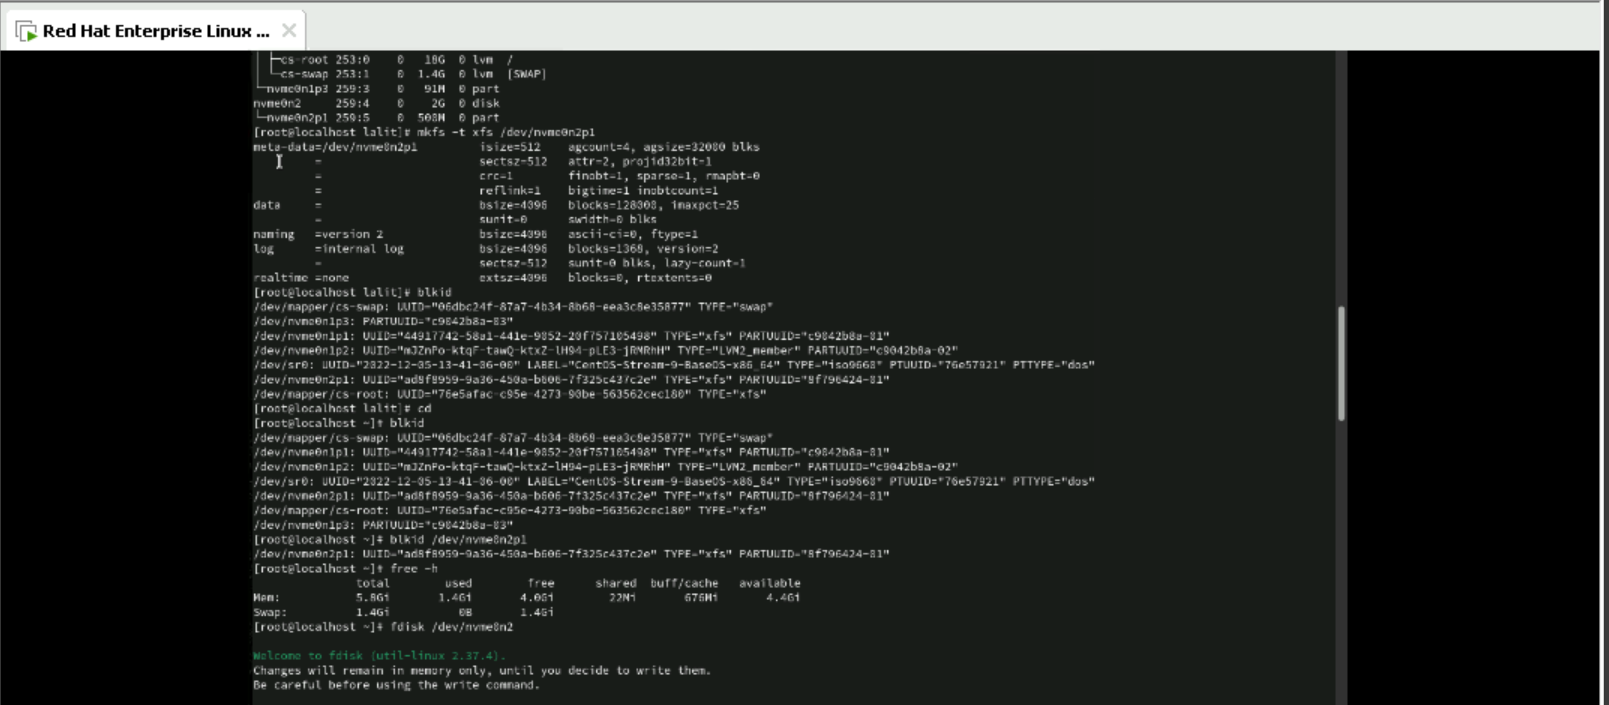 Red Hat Enterprise Linux ...
├─cs-root 253:0    0   18G  0 lvm  /
└─cs-swap 253:1    0  1.4G  0 lvm  [SWAP]
└─nvme0n1p3 259:3    0   91M  0 part
nvme0n2     259:4    0    2G  0 disk
└─nvme0n2p1 259:5    0  500M  0 part
[root@localhost lalit]# mkfs -t xfs /dev/nvme0n2p1
meta-data=/dev/nvme0n2p1         isize=512    agcount=4, agsize=32000 blks
         =                       sectsz=512   attr=2, projid32bit=1
         =                       crc=1        finobt=1, sparse=1, rmapbt=0
         =                       reflink=1    bigtime=1 inobtcount=1
data     =                       bsize=4096   blocks=128000, imaxpct=25
         =                       sunit=0      swidth=0 blks
naming   =version 2              bsize=4096   ascii-ci=0, ftype=1
log      =internal log           bsize=4096   blocks=1368, version=2
         =                       sectsz=512   sunit=0 blks, lazy-count=1
realtime =none                   extsz=4096   blocks=0, rtextents=0
[root@localhost lalit]# blkid
/dev/mapper/cs-swap: UUID="06dbc24f-87a7-4b34-8b68-eea3c8e35877" TYPE="swap"
/dev/nvme0n1p3: PARTUUID="c9042b8a-03"
/dev/nvme0n1p1: UUID="44917742-58a1-441e-9052-20f757105498" TYPE="xfs" PARTUUID="c9042b8a-01"
/dev/nvme0n1p2: UUID="mJZnPo-ktqF-tawQ-ktxZ-lH94-pLE3-jRMRhH" TYPE="LVM2_member" PARTUUID="c9042b8a-02"
/dev/sr0: UUID="2022-12-05-13-41-06-00" LABEL="CentOS-Stream-9-BaseOS-x86_64" TYPE="iso9660" PTUUID="76e57921" PTTYPE="dos"
/dev/nvme0n2p1: UUID="ad8f8959-9a36-450a-b606-7f325c437c2e" TYPE="xfs" PARTUUID="8f796424-01"
/dev/mapper/cs-root: UUID="76e5afac-c95e-4273-90be-563562cec180" TYPE="xfs"
[root@localhost lalit]# cd
[root@localhost ~]# blkid
/dev/mapper/cs-swap: UUID="06dbc24f-87a7-4b34-8b68-eea3c8e35877" TYPE="swap"
/dev/nvme0n1p1: UUID="44917742-58a1-441e-9052-20f757105498" TYPE="xfs" PARTUUID="c9042b8a-01"
/dev/nvme0n1p2: UUID="mJZnPo-ktqF-tawQ-ktxZ-lH94-pLE3-jRMRhH" TYPE="LVM2_member" PARTUUID="c9042b8a-02"
/dev/sr0: UUID="2022-12-05-13-41-06-00" LABEL="CentOS-Stream-9-BaseOS-x86_64" TYPE="iso9660" PTUUID="76e57921" PTTYPE="dos"
/dev/nvme0n2p1: UUID="ad8f8959-9a36-450a-b606-7f325c437c2e" TYPE="xfs" PARTUUID="8f796424-01"
/dev/mapper/cs-root: UUID="76e5afac-c95e-4273-90be-563562cec180" TYPE="xfs"
/dev/nvme0n1p3: PARTUUID="c9042b8a-03"
[root@localhost ~]# blkid /dev/nvme0n2p1
/dev/nvme0n2p1: UUID="ad8f8959-9a36-450a-b606-7f325c437c2e" TYPE="xfs" PARTUUID="8f796424-01"
[root@localhost ~]# free -h
               total        used        free      shared  buff/cache   available
Mem:           5.8Gi       1.4Gi       4.0Gi        22Mi       676Mi       4.4Gi
Swap:          1.4Gi          0B       1.4Gi
[root@localhost ~]# fdisk /dev/nvme0n2
Welcome to fdisk (util-linux 2.37.4).
Changes will remain in memory only, until you decide to write them.
Be careful before using the write command.